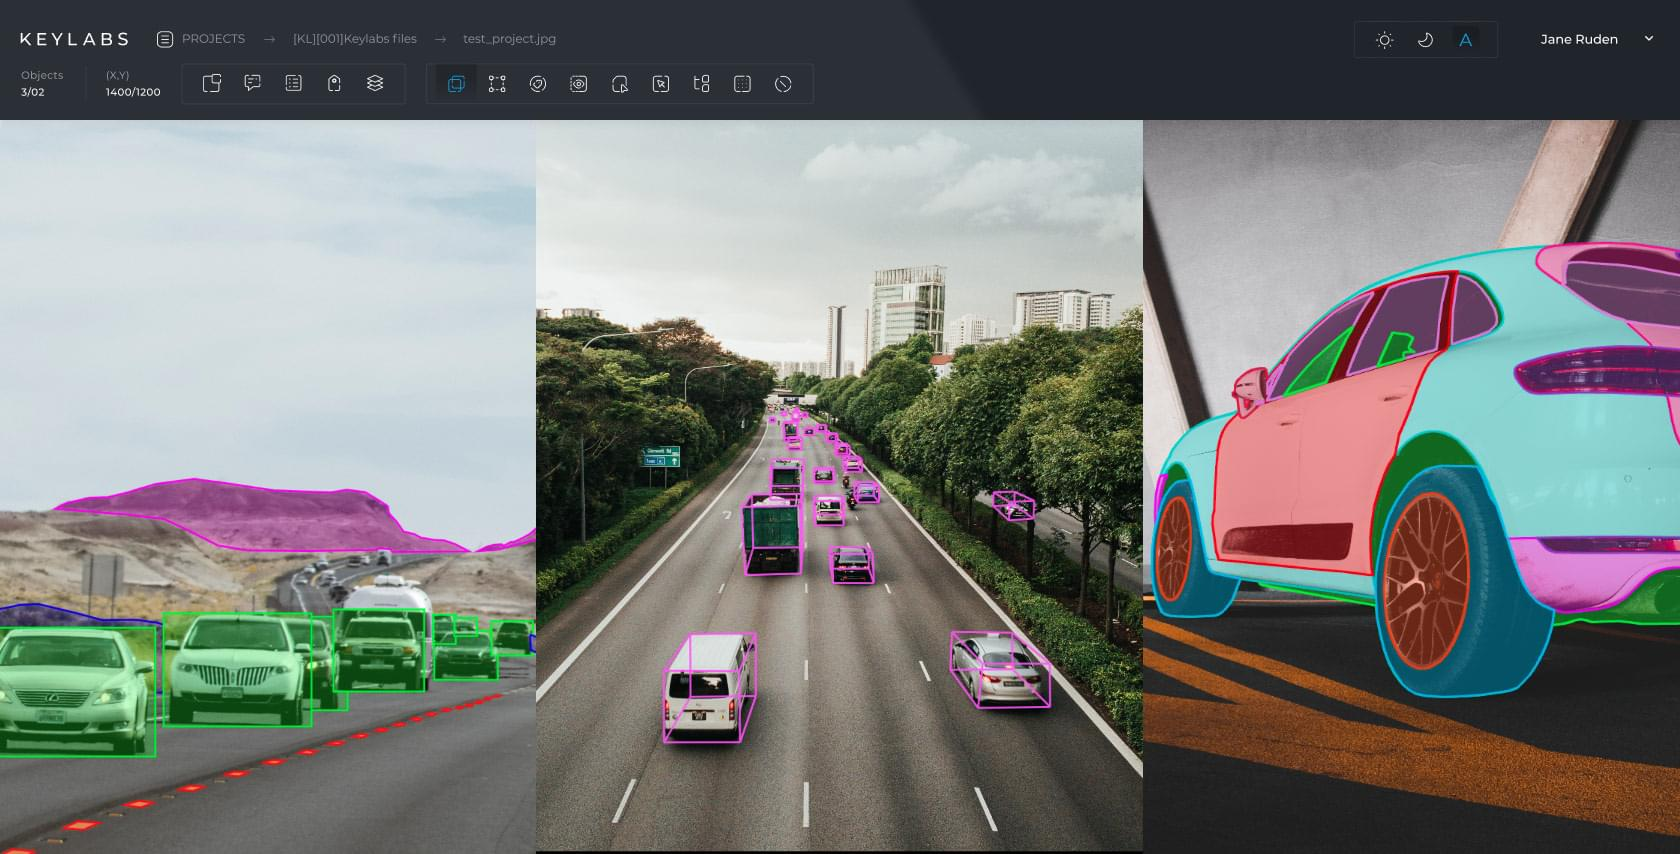 KEYLABS
PROJECTS → [KL][001]Keylabs files → test_project.jpg
A
Jane Ruden
Objects
3/02
(X,Y)
1400/1200